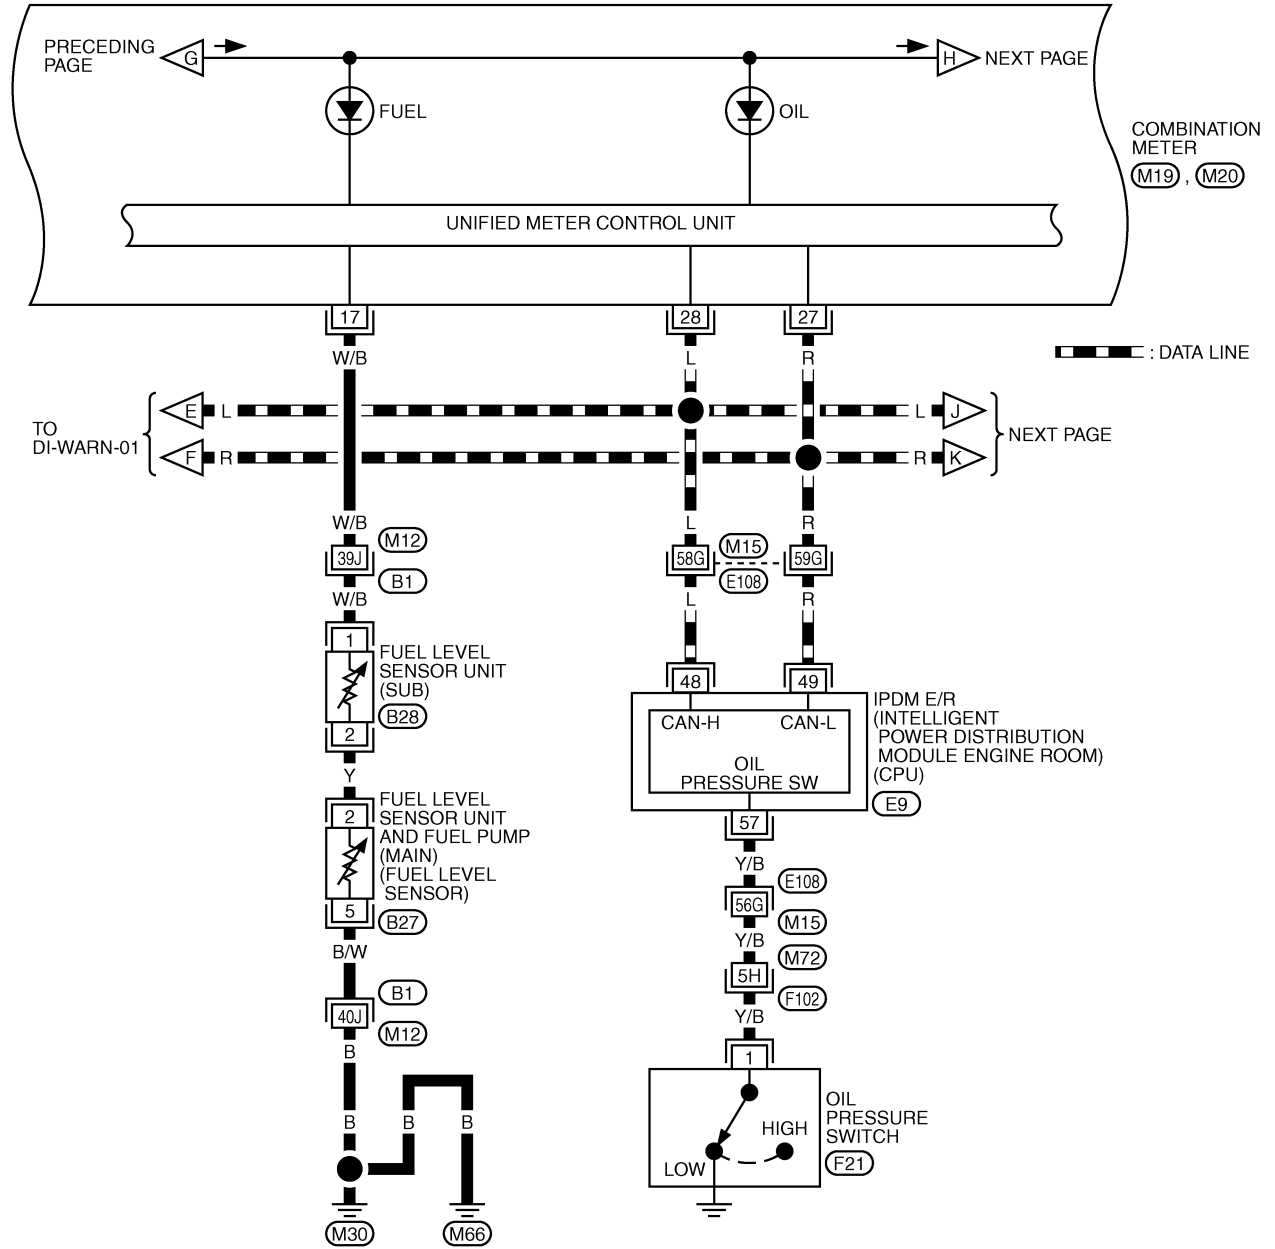 PRECEDING
PAGE
G
H
NEXT PAGE
FUEL
OIL
COMBINATION
METER
M19 , M20
UNIFIED METER CONTROL UNIT
17
28
27
W/B
L
R
: DATA LINE
TO
DI-WARN-01
E
L
L
J
F
R
R
K
NEXT PAGE
W/B
L
R
39J
M12
B1
58G
M15
E108
59G
W/B
L
R
1
FUEL LEVEL
SENSOR UNIT
(SUB)
B28
2
Y
48
49
CAN-H
CAN-L
OIL
PRESSURE SW
IPDM E/R
(INTELLIGENT
POWER DISTRIBUTION
MODULE ENGINE ROOM)
(CPU)
E9
2
FUEL LEVEL
SENSOR UNIT
AND FUEL PUMP
(MAIN)
(FUEL LEVEL
SENSOR)
5
B27
B/W
57
Y/B
E108
56G
M15
Y/B
M72
5H
F102
Y/B
B1
40J
M12
B
B
B
B
M30
M66
1
HIGH
LOW
OIL
PRESSURE
SWITCH
F21